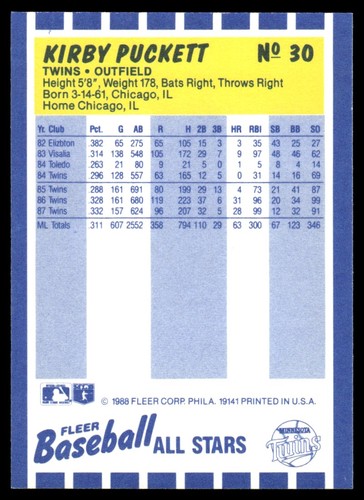 KIRBY PUCKETT Nº 30
TWINS • OUTFIELD
Height 5'8", Weight 178, Bats Right, Throws Right
Born 3-14-61, Chicago, IL
Home Chicago, IL
Yr. Club Pct. G AB R H 2B 3B HR RBI SB BB SO
82 Elizbton .382 65 275 65 105 15 3 3 35 43 25 27
83 Visalia .314 138 548 105 172 29 7 9 97 48 46 62
84 Toledo .263 21 80 9 21 2 0 1 5 8 4 14
84 Twins .296 128 557 63 165 12 5 0 31 14 16 69
85 Twins .288 161 691 80 199 29 13 4 74 21 41 87
86 Twins .328 161 680 119 223 37 6 31 96 20 34 99
87 Twins .332 157 624 96 207 32 5 28 99 12 32 91
ML Totals .311 607 2552 358 794 110 29 63 300 67 123 346
© 1988 FLEER CORP. PHILA. 19141 PRINTED IN U.S.A.
FLEER
Baseball ALL STARS
MINNESOTA
Twins